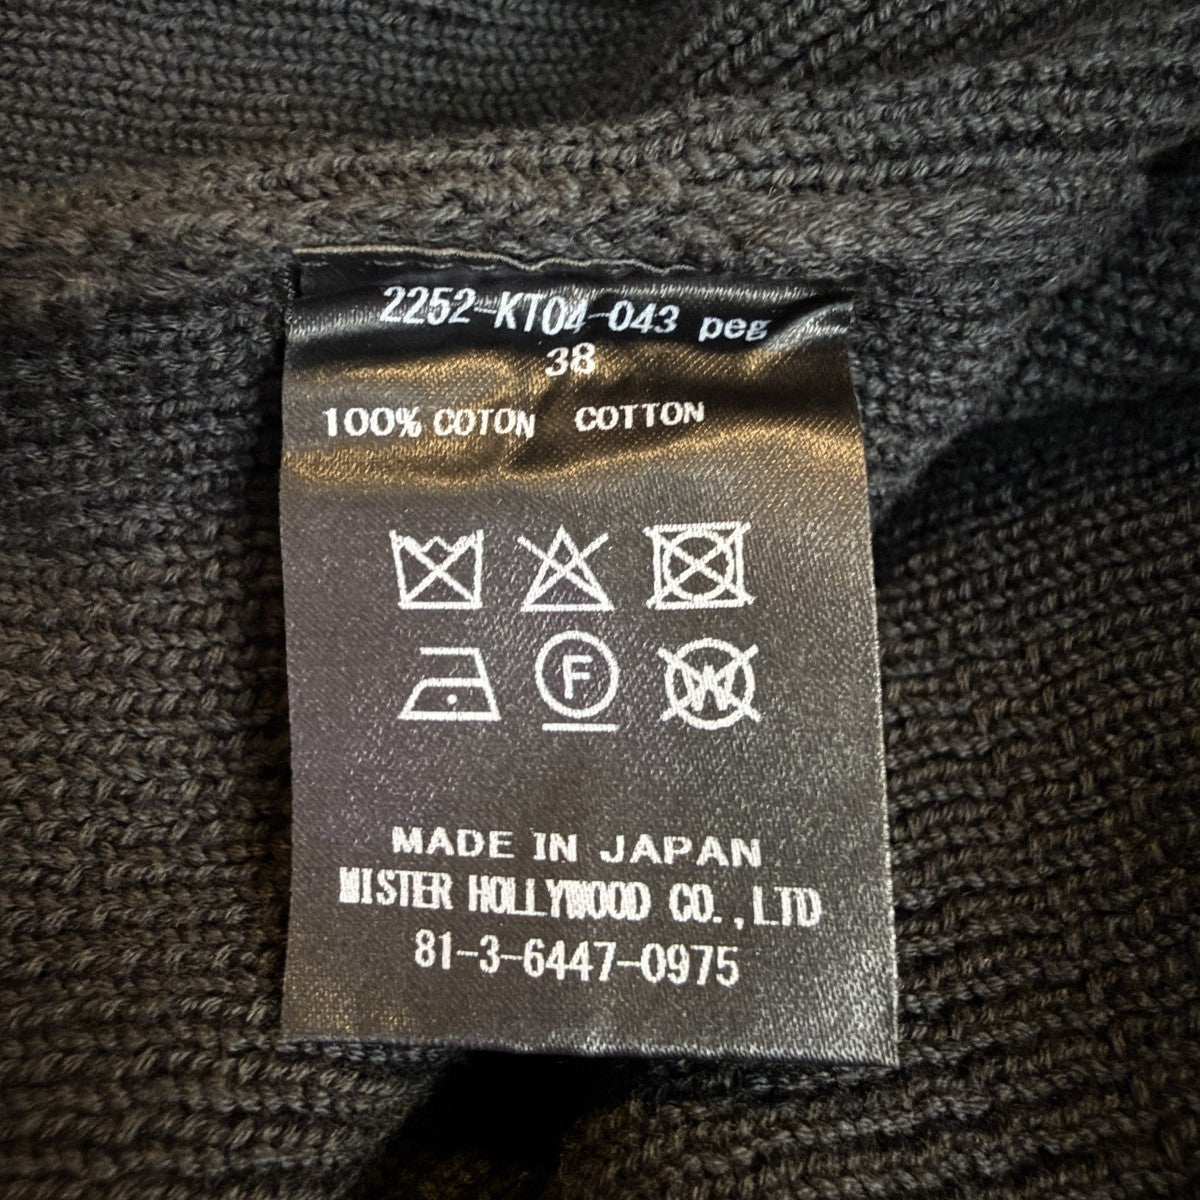 2252-KT04-043 peg
38
100% COTON COTTON
F
W
MADE IN JAPAN
MISTER HOLLYWOOD CO.,LTD
81-3-6447-0975